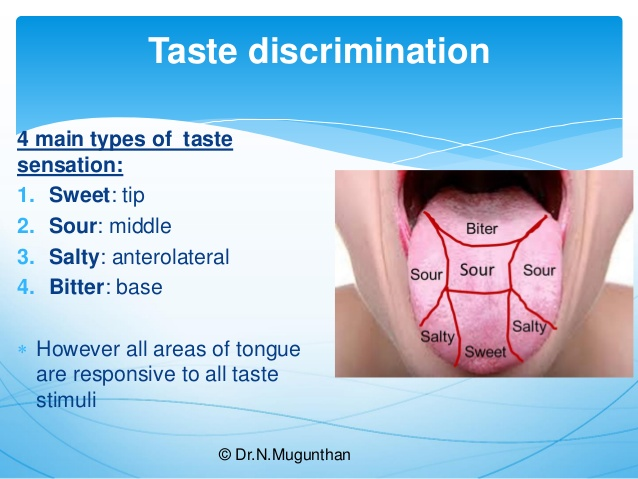 Taste discrimination
4 main types of taste
sensation:
1. Sweet: tip
2. Sour: middle
3. Salty: anterolateral
4. Bitter: base
* However all areas of tongue
are responsive to all taste
stimuli
Biter
Sour Sour Sour
Salty Sweet Salty
© Dr.N.Mugunthan